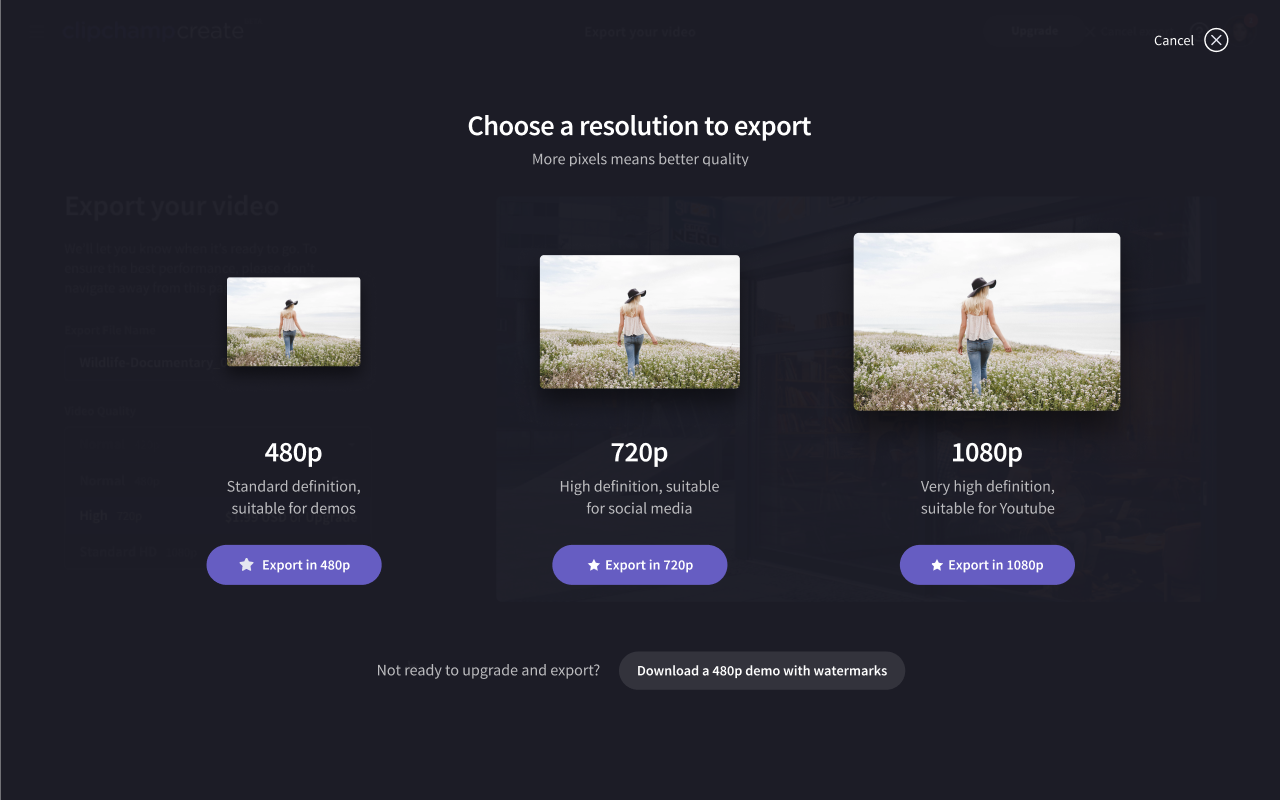 clipchamp create
Export your video
Upgrade
Cancel
Choose a resolution to export
More pixels means better quality
Export your video
Wildlife Documentary_
480p
Standard definition,
suitable for demos
Export in 480p
720p
High definition, suitable
for social media
Export in 720p
1080p
Very high definition,
suitable for Youtube
Export in 1080p
Normal
High
Not ready to upgrade and export?
Download a 480p demo with watermarks